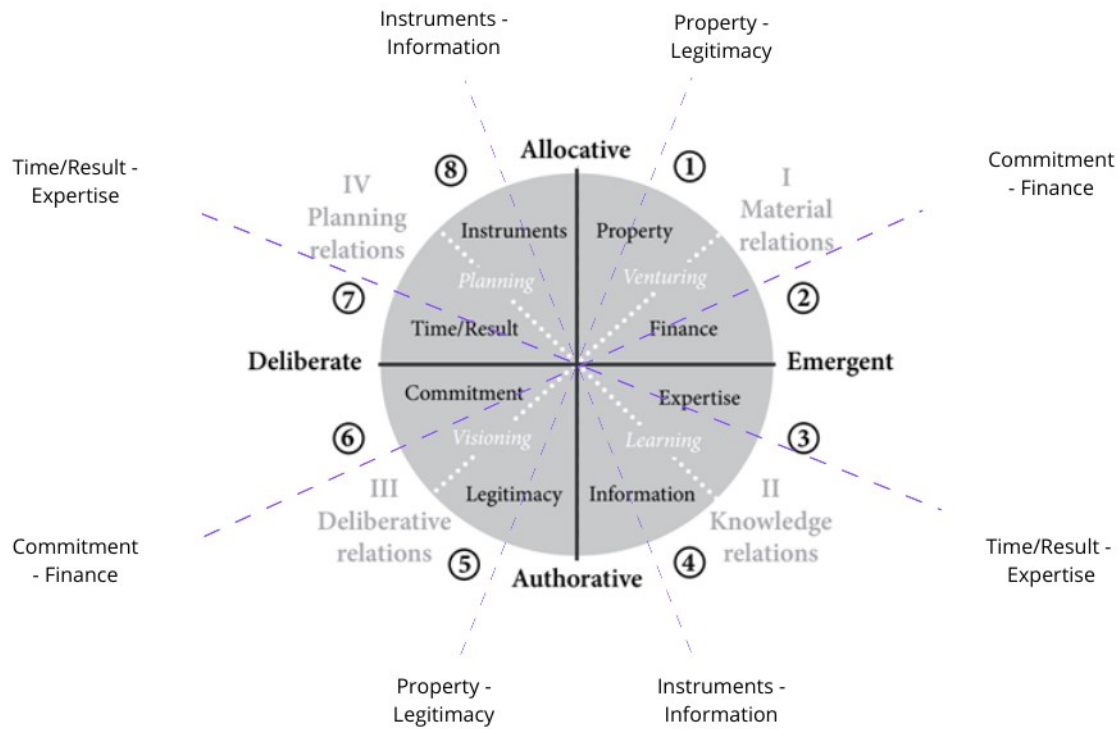 Instruments -
Information
Property -
Legitimacy
Time/Result -
Expertise
Commitment
- Finance
Allocative
8
1
IV
Planning
relations
I
Material
relations
Instruments
Property
Planning
Venturing
7
2
Time/Result
Finance
Deliberate
Emergent
Commitment
Expertise
6
3
Visioning
Learning
III
Deliberative
relations
II
Knowledge
relations
Legitimacy
Information
5
4
Authorative
Commitment
- Finance
Time/Result -
Expertise
Property -
Legitimacy
Instruments -
Information